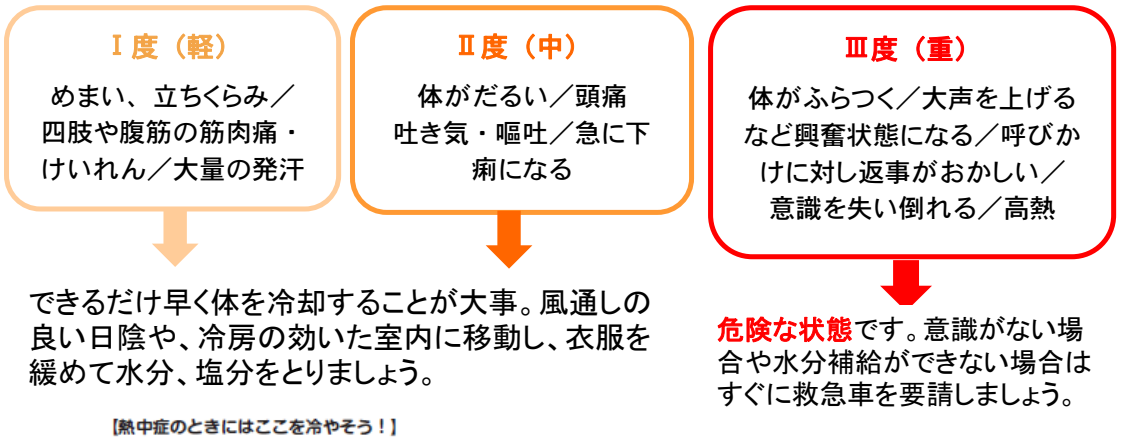 Ⅰ度（軽）
めまい、立ちくらみ／
四肢や腹筋の筋肉痛・
けいれん／大量の発汗
Ⅱ度（中）
体がだるい／頭痛
吐き気・嘔吐／急に下
痢になる
Ⅲ度（重）
体がふらつく／大声を上げる
など興奮状態になる／呼びか
けに対し返事がおかしい／
意識を失い倒れる／高熱
できるだけ早く体を冷却することが大事。風通しの
良い日陰や、冷房の効いた室内に移動し、衣服を
緩めて水分、塩分をとりましょう。
危険な状態です。意識がない場
合や水分補給ができない場合は
すぐに救急車を要請しましょう。
【熱中症のときにはここを冷やそう！】